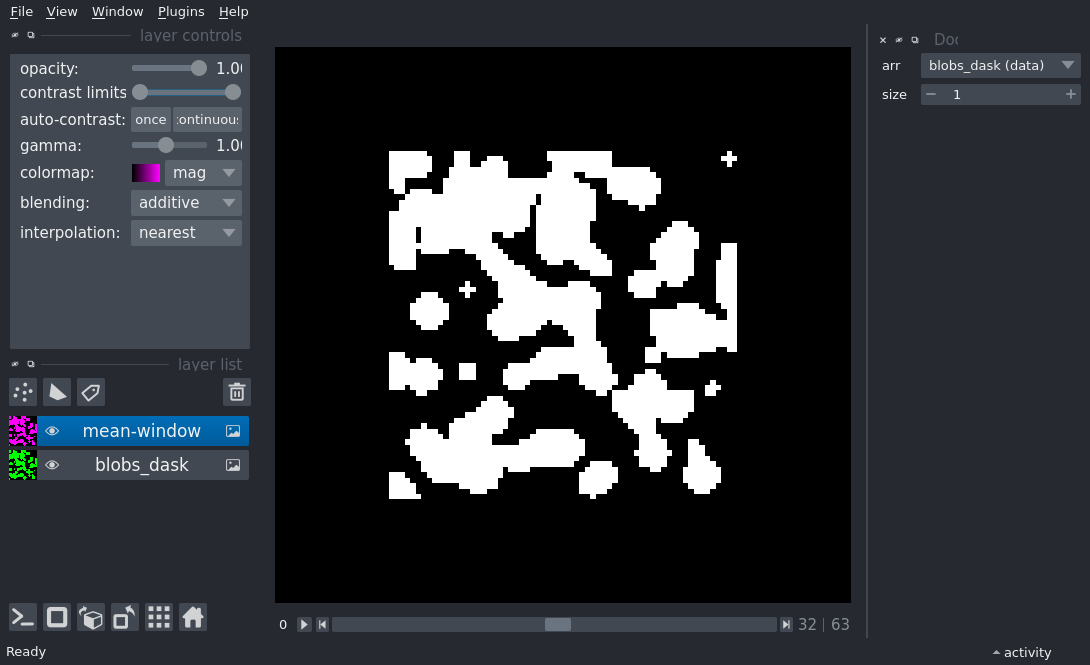 File View Window Plugins Help
layer controls
opacity: 1.00
contrast limits
auto-contrast: once continuous
gamma: 1.00
colormap: mag
blending: additive
interpolation: nearest
layer list
mean-window
blobs_dask
Doc
arr blobs_dask (data)
size 1
0 32 | 63
Ready
activity